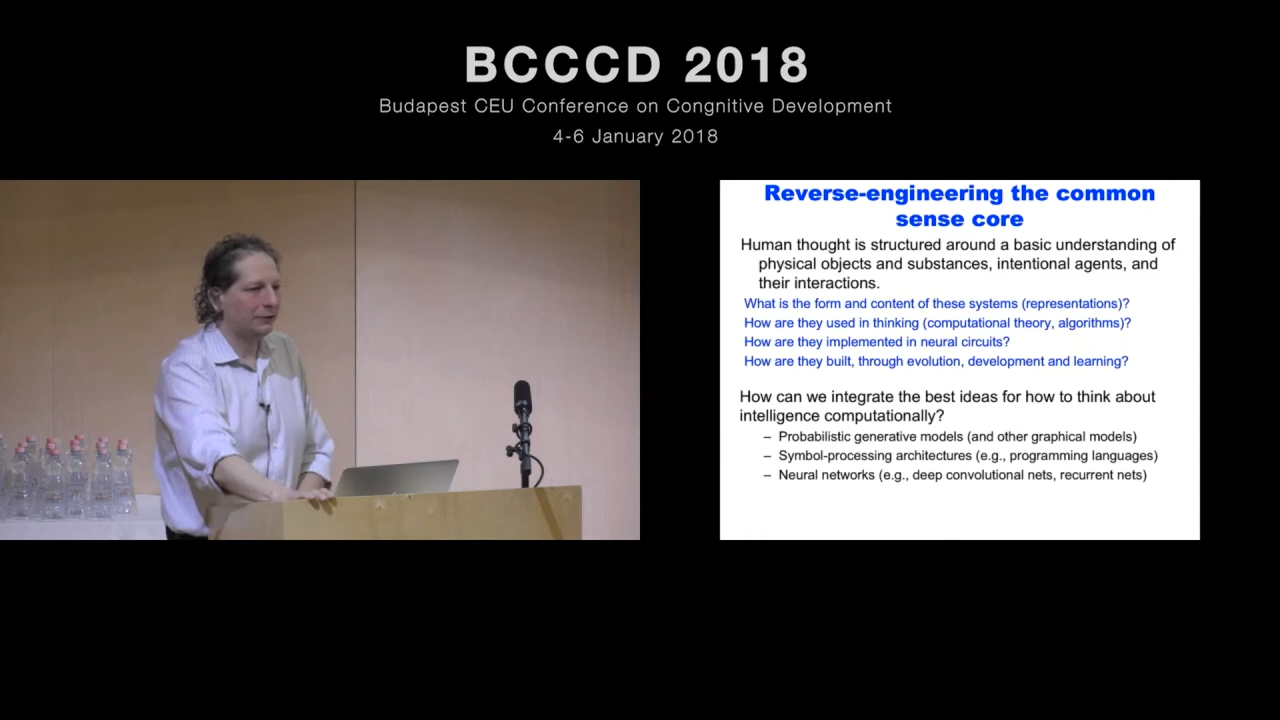 BCCCD 2018
Budapest CEU Conference on Congnitive Development
4-6 January 2018
Reverse-engineering the common
sense core
Human thought is structured around a basic understanding of
physical objects and substances, intentional agents, and
their interactions.
What is the form and content of these systems (representations)?
How are they used in thinking (computational theory, algorithms)?
How are they implemented in neural circuits?
How are they built, through evolution, development and learning?
How can we integrate the best ideas for how to think about
intelligence computationally?
– Probabilistic generative models (and other graphical models)
– Symbol-processing architectures (e.g., programming languages)
– Neural networks (e.g., deep convolutional nets, recurrent nets)